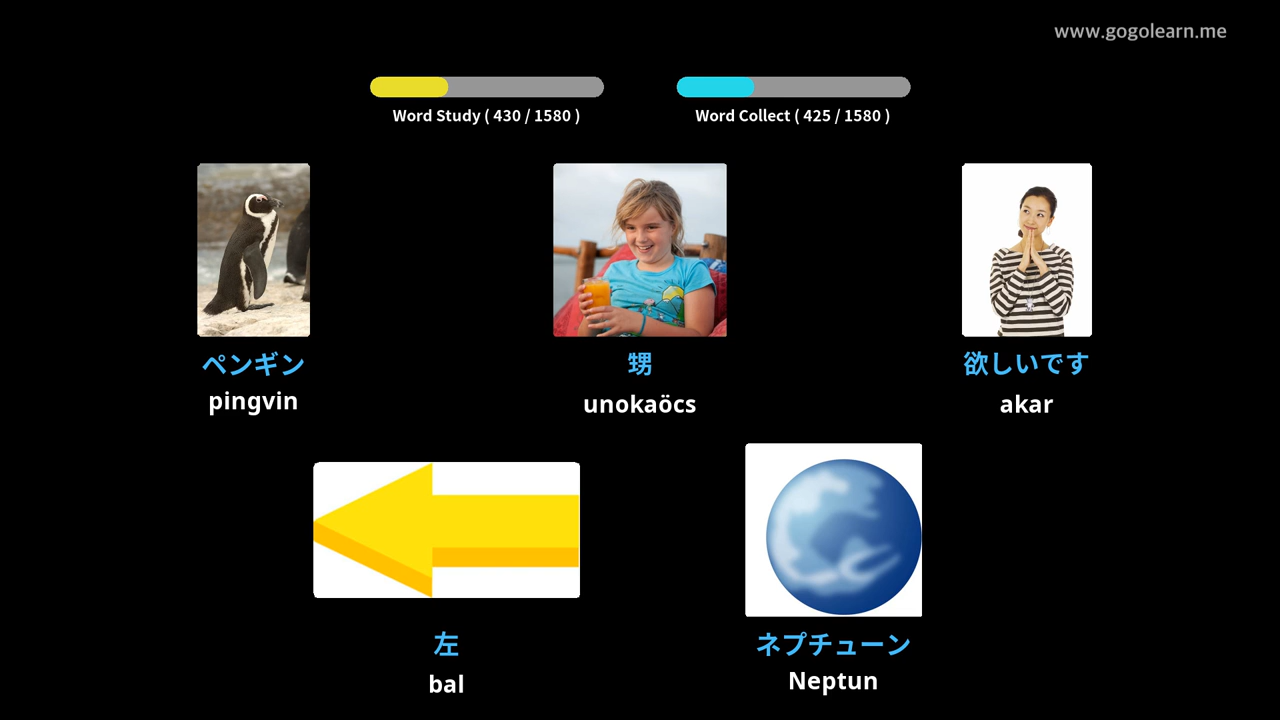 www.gogolearn.me
Word Study ( 430 / 1580 )
Word Collect ( 425 / 1580 )
ペンギン
pingvin
甥
unokaöcs
欲しいです
akar
左
bal
ネプチューン
Neptun